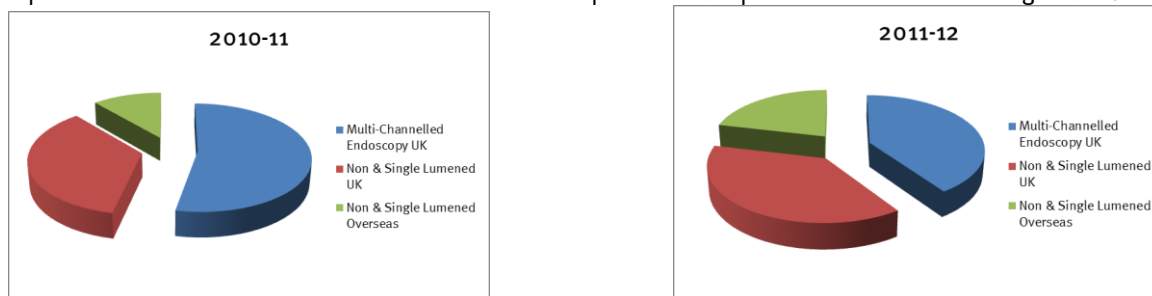 2010-11
Multi-Channelled
Endoscopy UK
Non & Single Lumened
UK
Non & Single Lumened
Overseas
2011-12
Multi-Channelled
Endoscopy UK
Non & Single Lumened
UK
Non & Single Lumened
Overseas